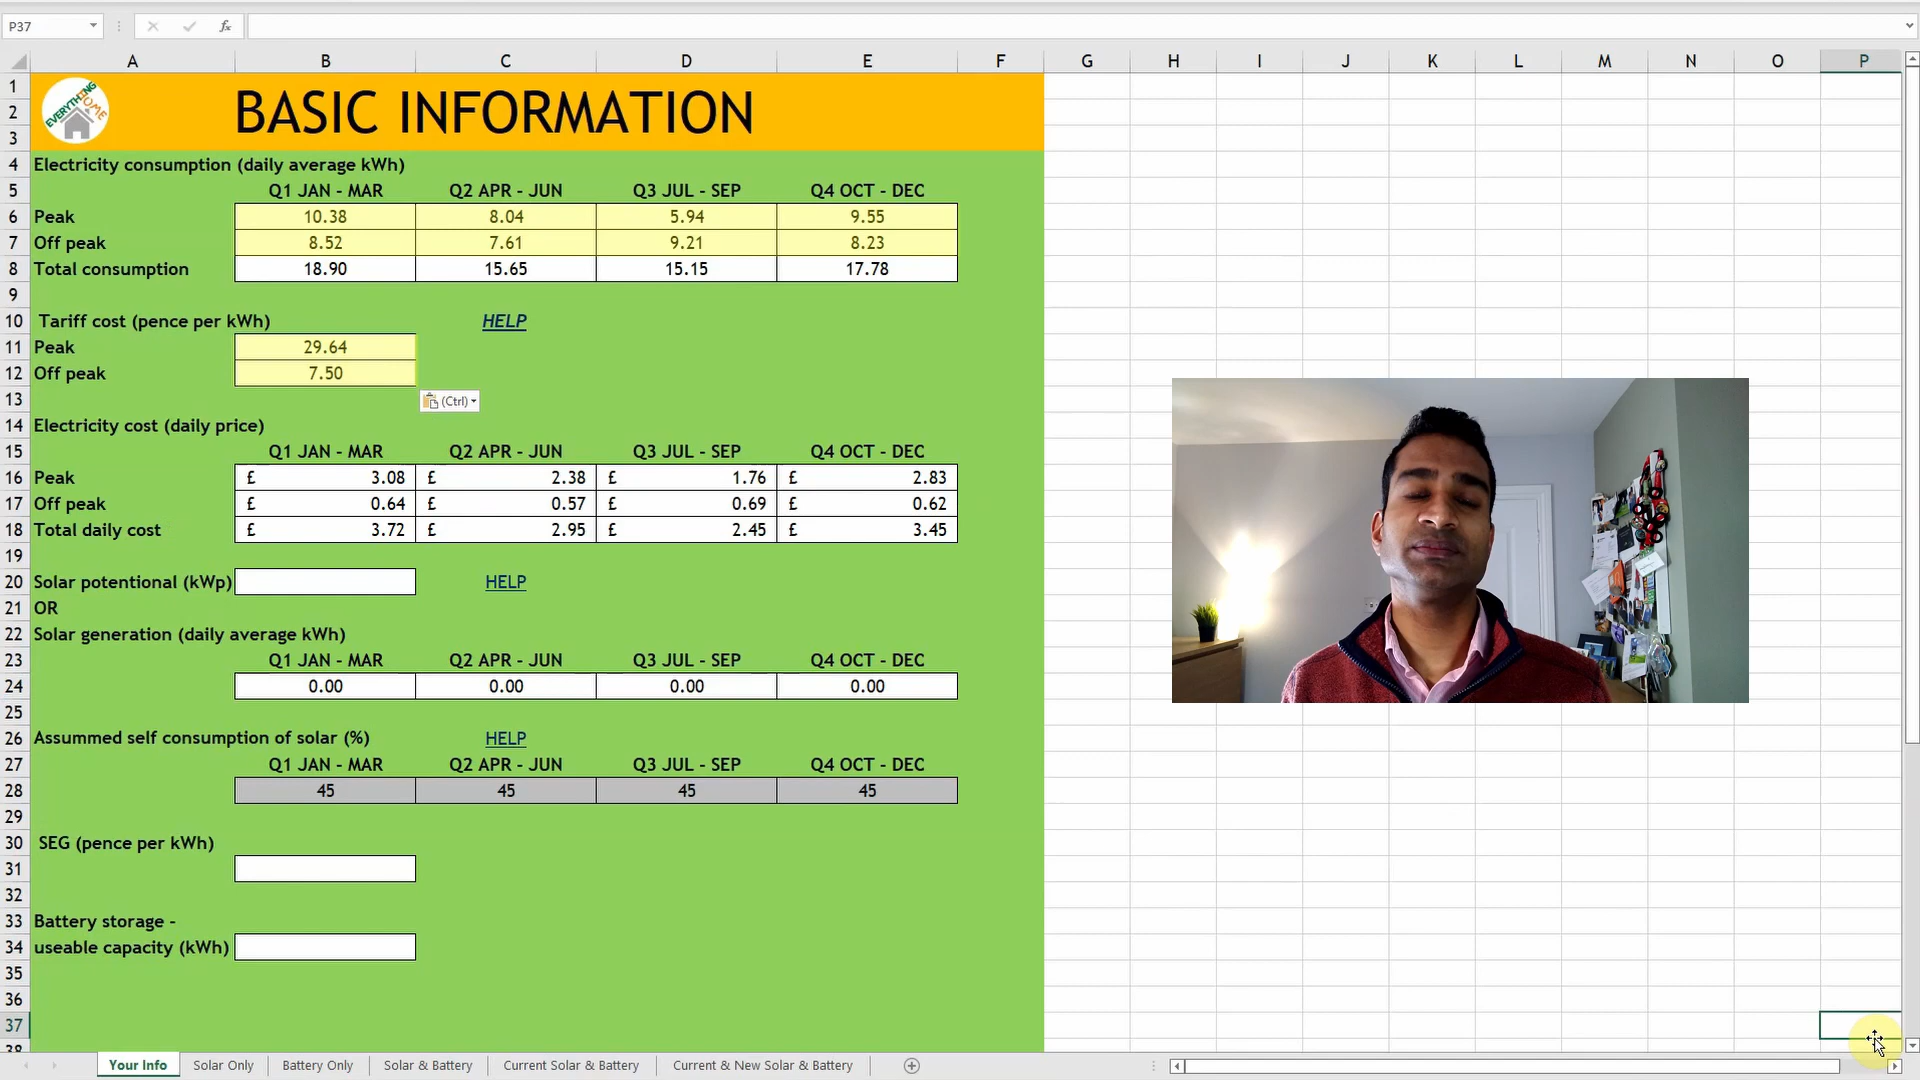 P37
fx
A B C D E F G H I J K L M N O P
1
2 EVERYTHING HOME BASIC INFORMATION
3
4 Electricity consumption (daily average kWh)
5 Q1 JAN - MAR Q2 APR - JUN Q3 JUL - SEP Q4 OCT - DEC
6 Peak 10.38 8.04 5.94 9.55
7 Off peak 8.52 7.61 9.21 8.23
8 Total consumption 18.90 15.65 15.15 17.78
9
10 Tariff cost (pence per kWh) HELP
11 Peak 29.64
12 Off peak 7.50
13 (Ctrl)
14 Electricity cost (daily price)
15 Q1 JAN - MAR Q2 APR - JUN Q3 JUL - SEP Q4 OCT - DEC
16 Peak £ 3.08 £ 2.38 £ 1.76 £ 2.83
17 Off peak £ 0.64 £ 0.57 £ 0.69 £ 0.62
18 Total daily cost £ 3.72 £ 2.95 £ 2.45 £ 3.45
19
20 Solar potentional (kWp) HELP
21 OR
22 Solar generation (daily average kWh)
23 Q1 JAN - MAR Q2 APR - JUN Q3 JUL - SEP Q4 OCT - DEC
24 0.00 0.00 0.00 0.00
25
26 Assummed self consumption of solar (%) HELP
27 Q1 JAN - MAR Q2 APR - JUN Q3 JUL - SEP Q4 OCT - DEC
28 45 45 45 45
29
30 SEG (pence per kWh)
31
32
33 Battery storage -
34 useable capacity (kWh)
35
36
37
38
Your Info Solar Only Battery Only Solar & Battery Current Solar & Battery Current & New Solar & Battery